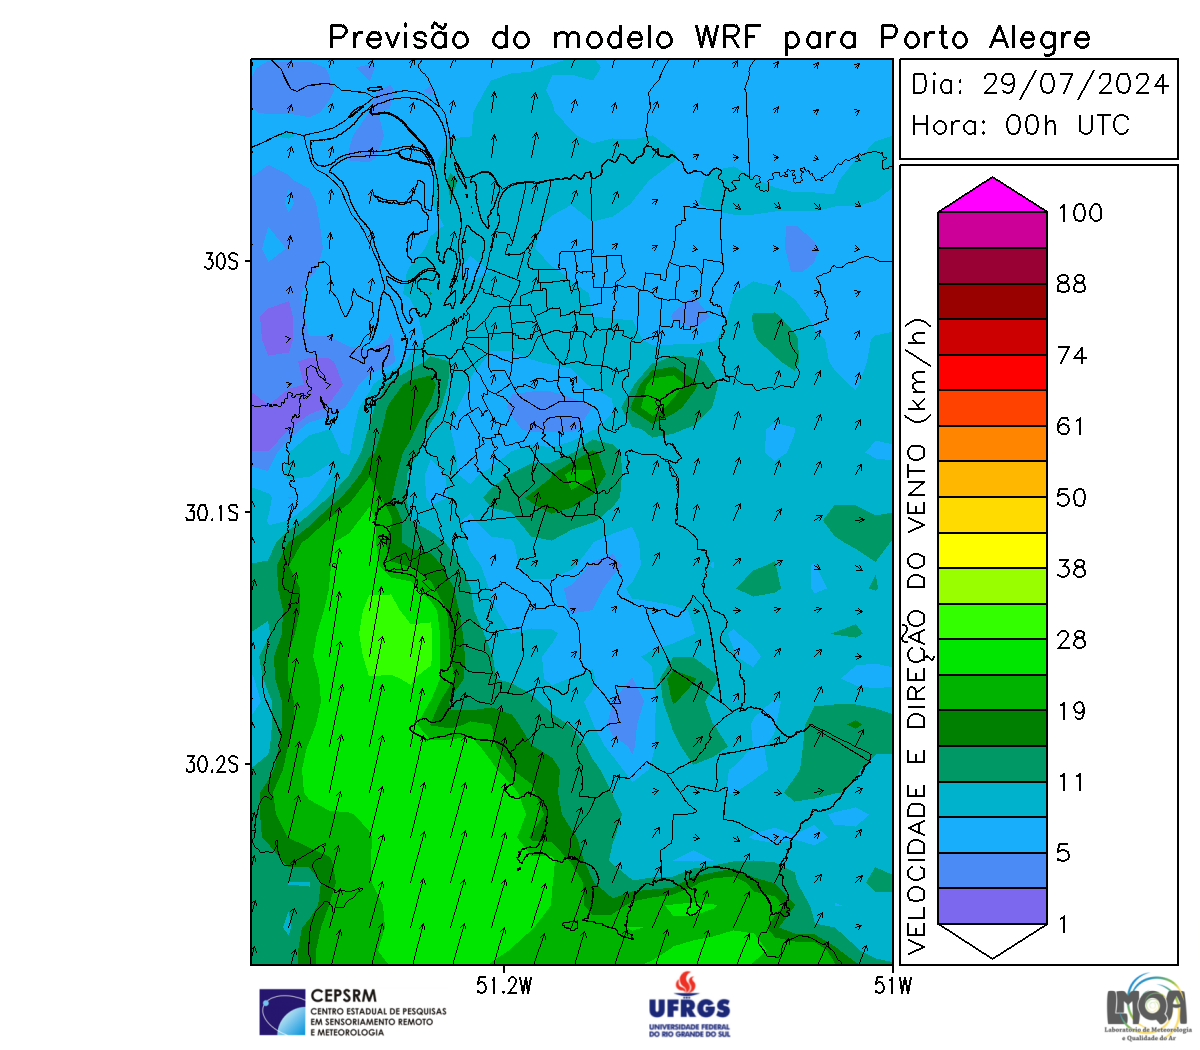 Previsão do modelo WRF para Porto Alegre
Dia: 29/07/2024
Hora: 00h UTC
30S
30.1S
30.2S
51.2W
51W
VELOCIDADE E DIREÇÃO DO VENTO (km/h)
100
88
74
61
50
38
28
19
11
5
1
CEPSRM
CENTRO ESTADUAL DE PESQUISAS
EM SENSORIAMENTO REMOTO
E METEOROLOGIA
UFRGS
UNIVERSIDADE FEDERAL
DO RIO GRANDE DO SUL
LMQA
Laboratório de Meteorologia
e Qualidade do Ar